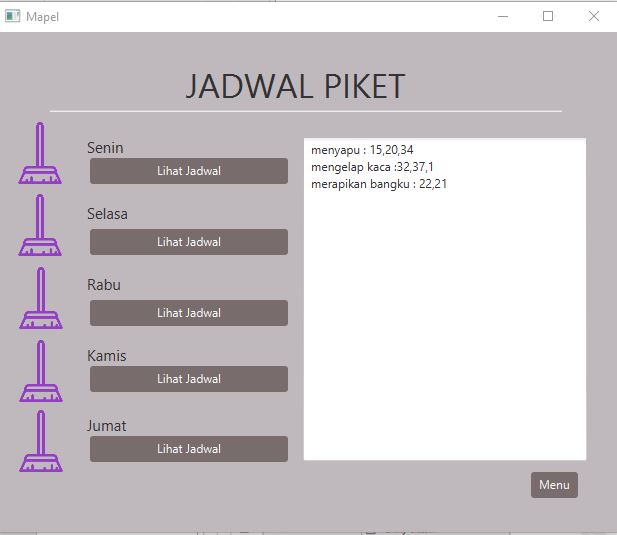 Mapel
JADWAL PIKET
Senin
Lihat Jadwal
Selasa
Lihat Jadwal
Rabu
Lihat Jadwal
Kamis
Lihat Jadwal
Jumat
Lihat Jadwal
menyapu : 15,20,34
mengelap kaca :32,37,1
merapikan bangku : 22,21
Menu